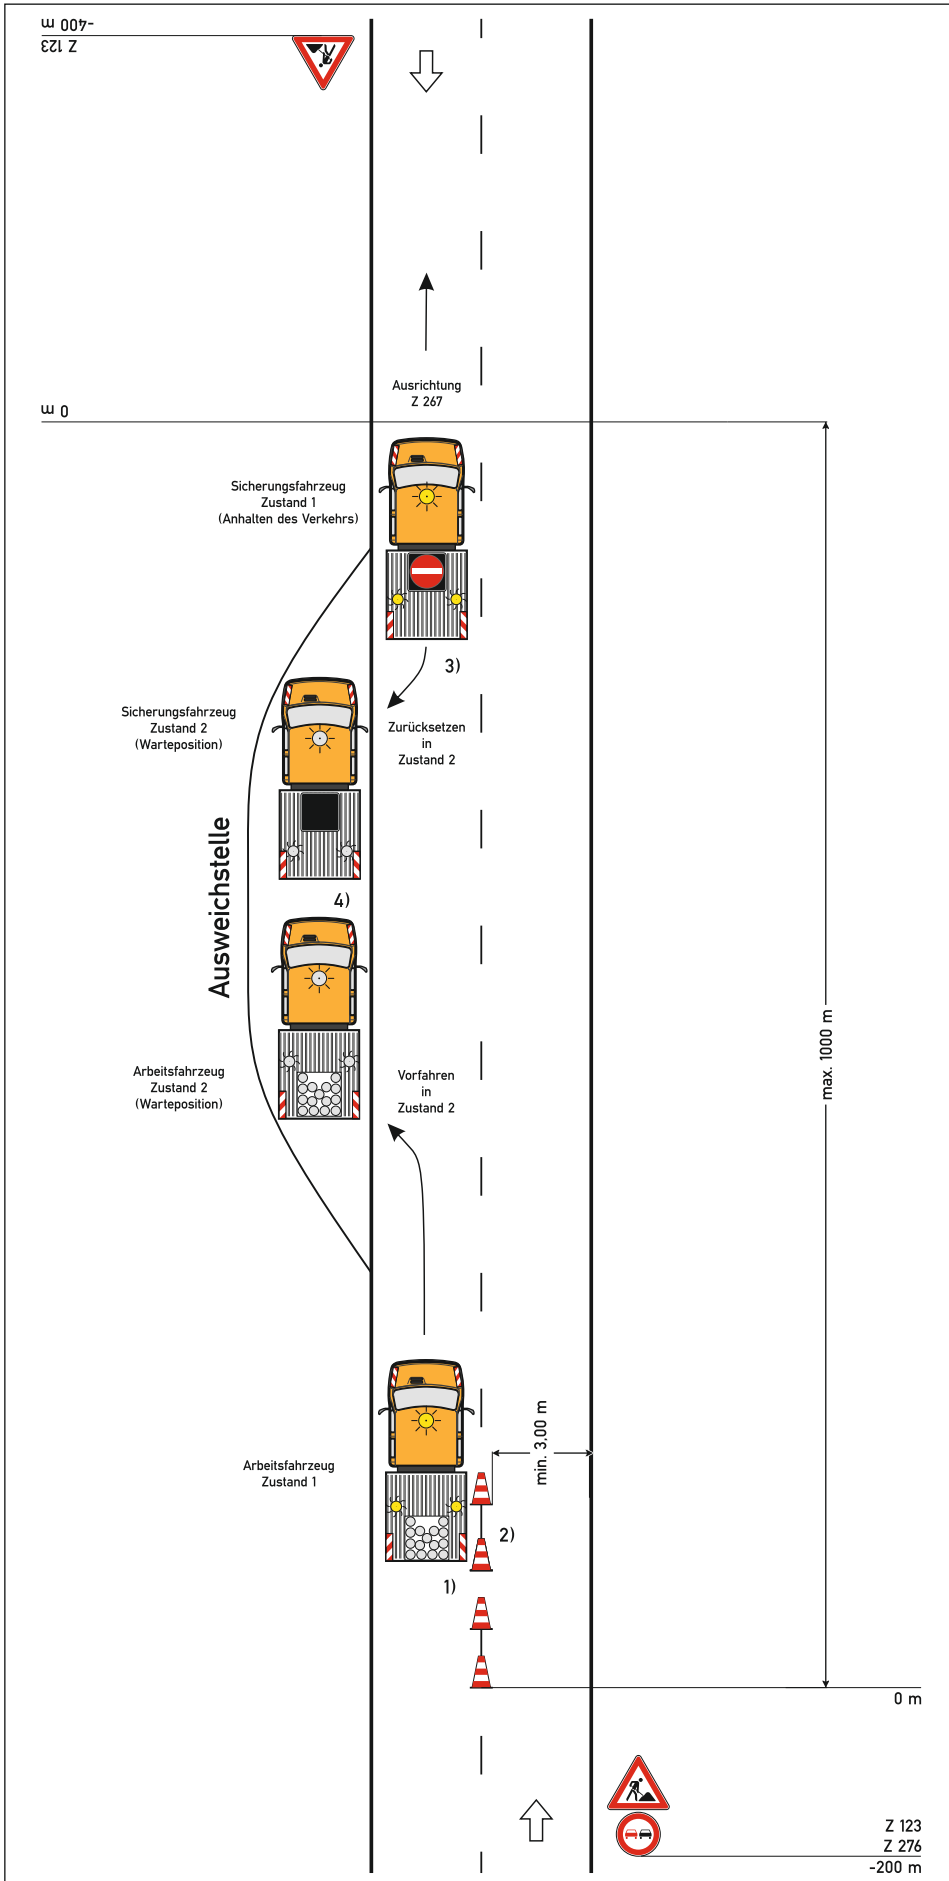 -400 m
Z 123
Ausrichtung
Z 267
0 m
Sicherungsfahrzeug
Zustand 1
(Anhalten des Verkehrs)
3)
Sicherungsfahrzeug
Zustand 2
(Warteposition)
Zurücksetzen
in
Zustand 2
Ausweichstelle
4)
max. 1000 m
Arbeitsfahrzeug
Zustand 2
(Warteposition)
Vorfahren
in
Zustand 2
min. 3,00 m
Arbeitsfahrzeug
Zustand 1
2)
1)
0 m
Z 123
Z 276
-200 m